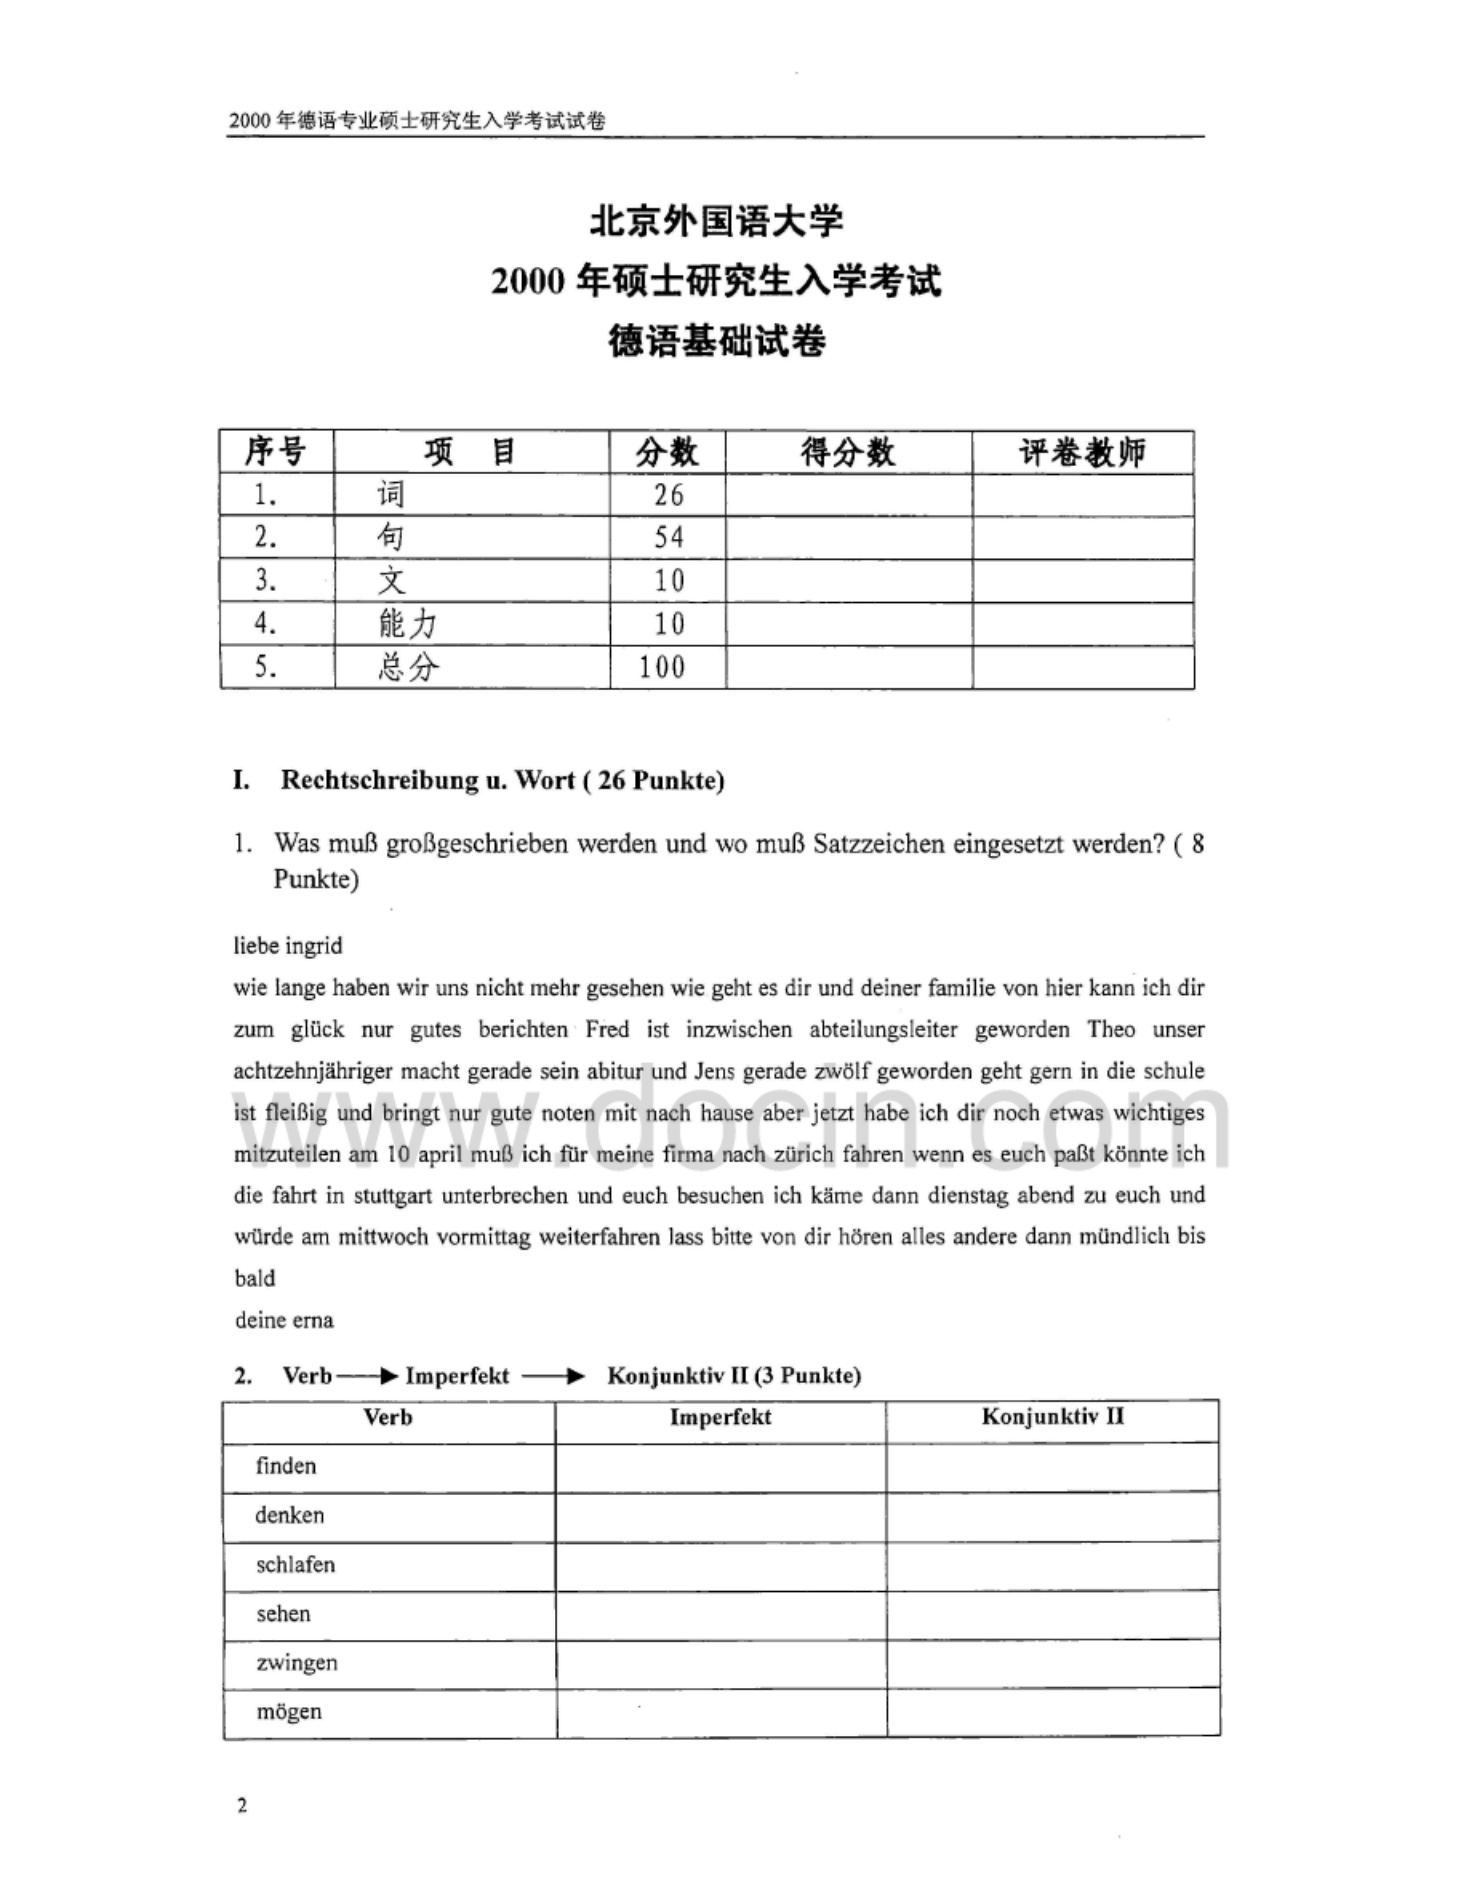 2000 年德语专业硕士研究生入学考试试卷
北京外国语大学
2000 年硕士研究生入学考试
德语基础试卷
序号 项 目 分数 得分数 评卷教师
1. 词 26
2. 句 54
3. 文 10
4. 能力 10
5. 总分 100
I. Rechtschreibung u. Wort ( 26 Punkte)
1. Was muß großgeschrieben werden und wo muß Satzzeichen eingesetzt werden? ( 8
Punkte)
liebe ingrid
wie lange haben wir uns nicht mehr gesehen wie geht es dir und deiner familie von hier kann ich dir
zum glück nur gutes berichten Fred ist inzwischen abteilungsleiter geworden Theo unser
achtzehnjähriger macht gerade sein abitur und Jens gerade zwölf geworden geht gern in die schule
ist fleißig und bringt nur gute noten mit nach hause aber jetzt habe ich dir noch etwas wichtiges
mitzuteilen am 10 april muß ich für meine firma nach zürich fahren wenn es euch paßt könnte ich
die fahrt in stuttgart unterbrechen und euch besuchen ich käme dann dienstag abend zu euch und
würde am mittwoch vormittag weiterfahren lass bitte von dir hören alles andere dann mündlich bis
bald
deine erna
www.docin.com
2. Verb → Imperfekt → Konjunktiv II (3 Punkte)
Verb Imperfekt Konjunktiv II
finden
denken
schlafen
sehen
zwingen
mögen
2